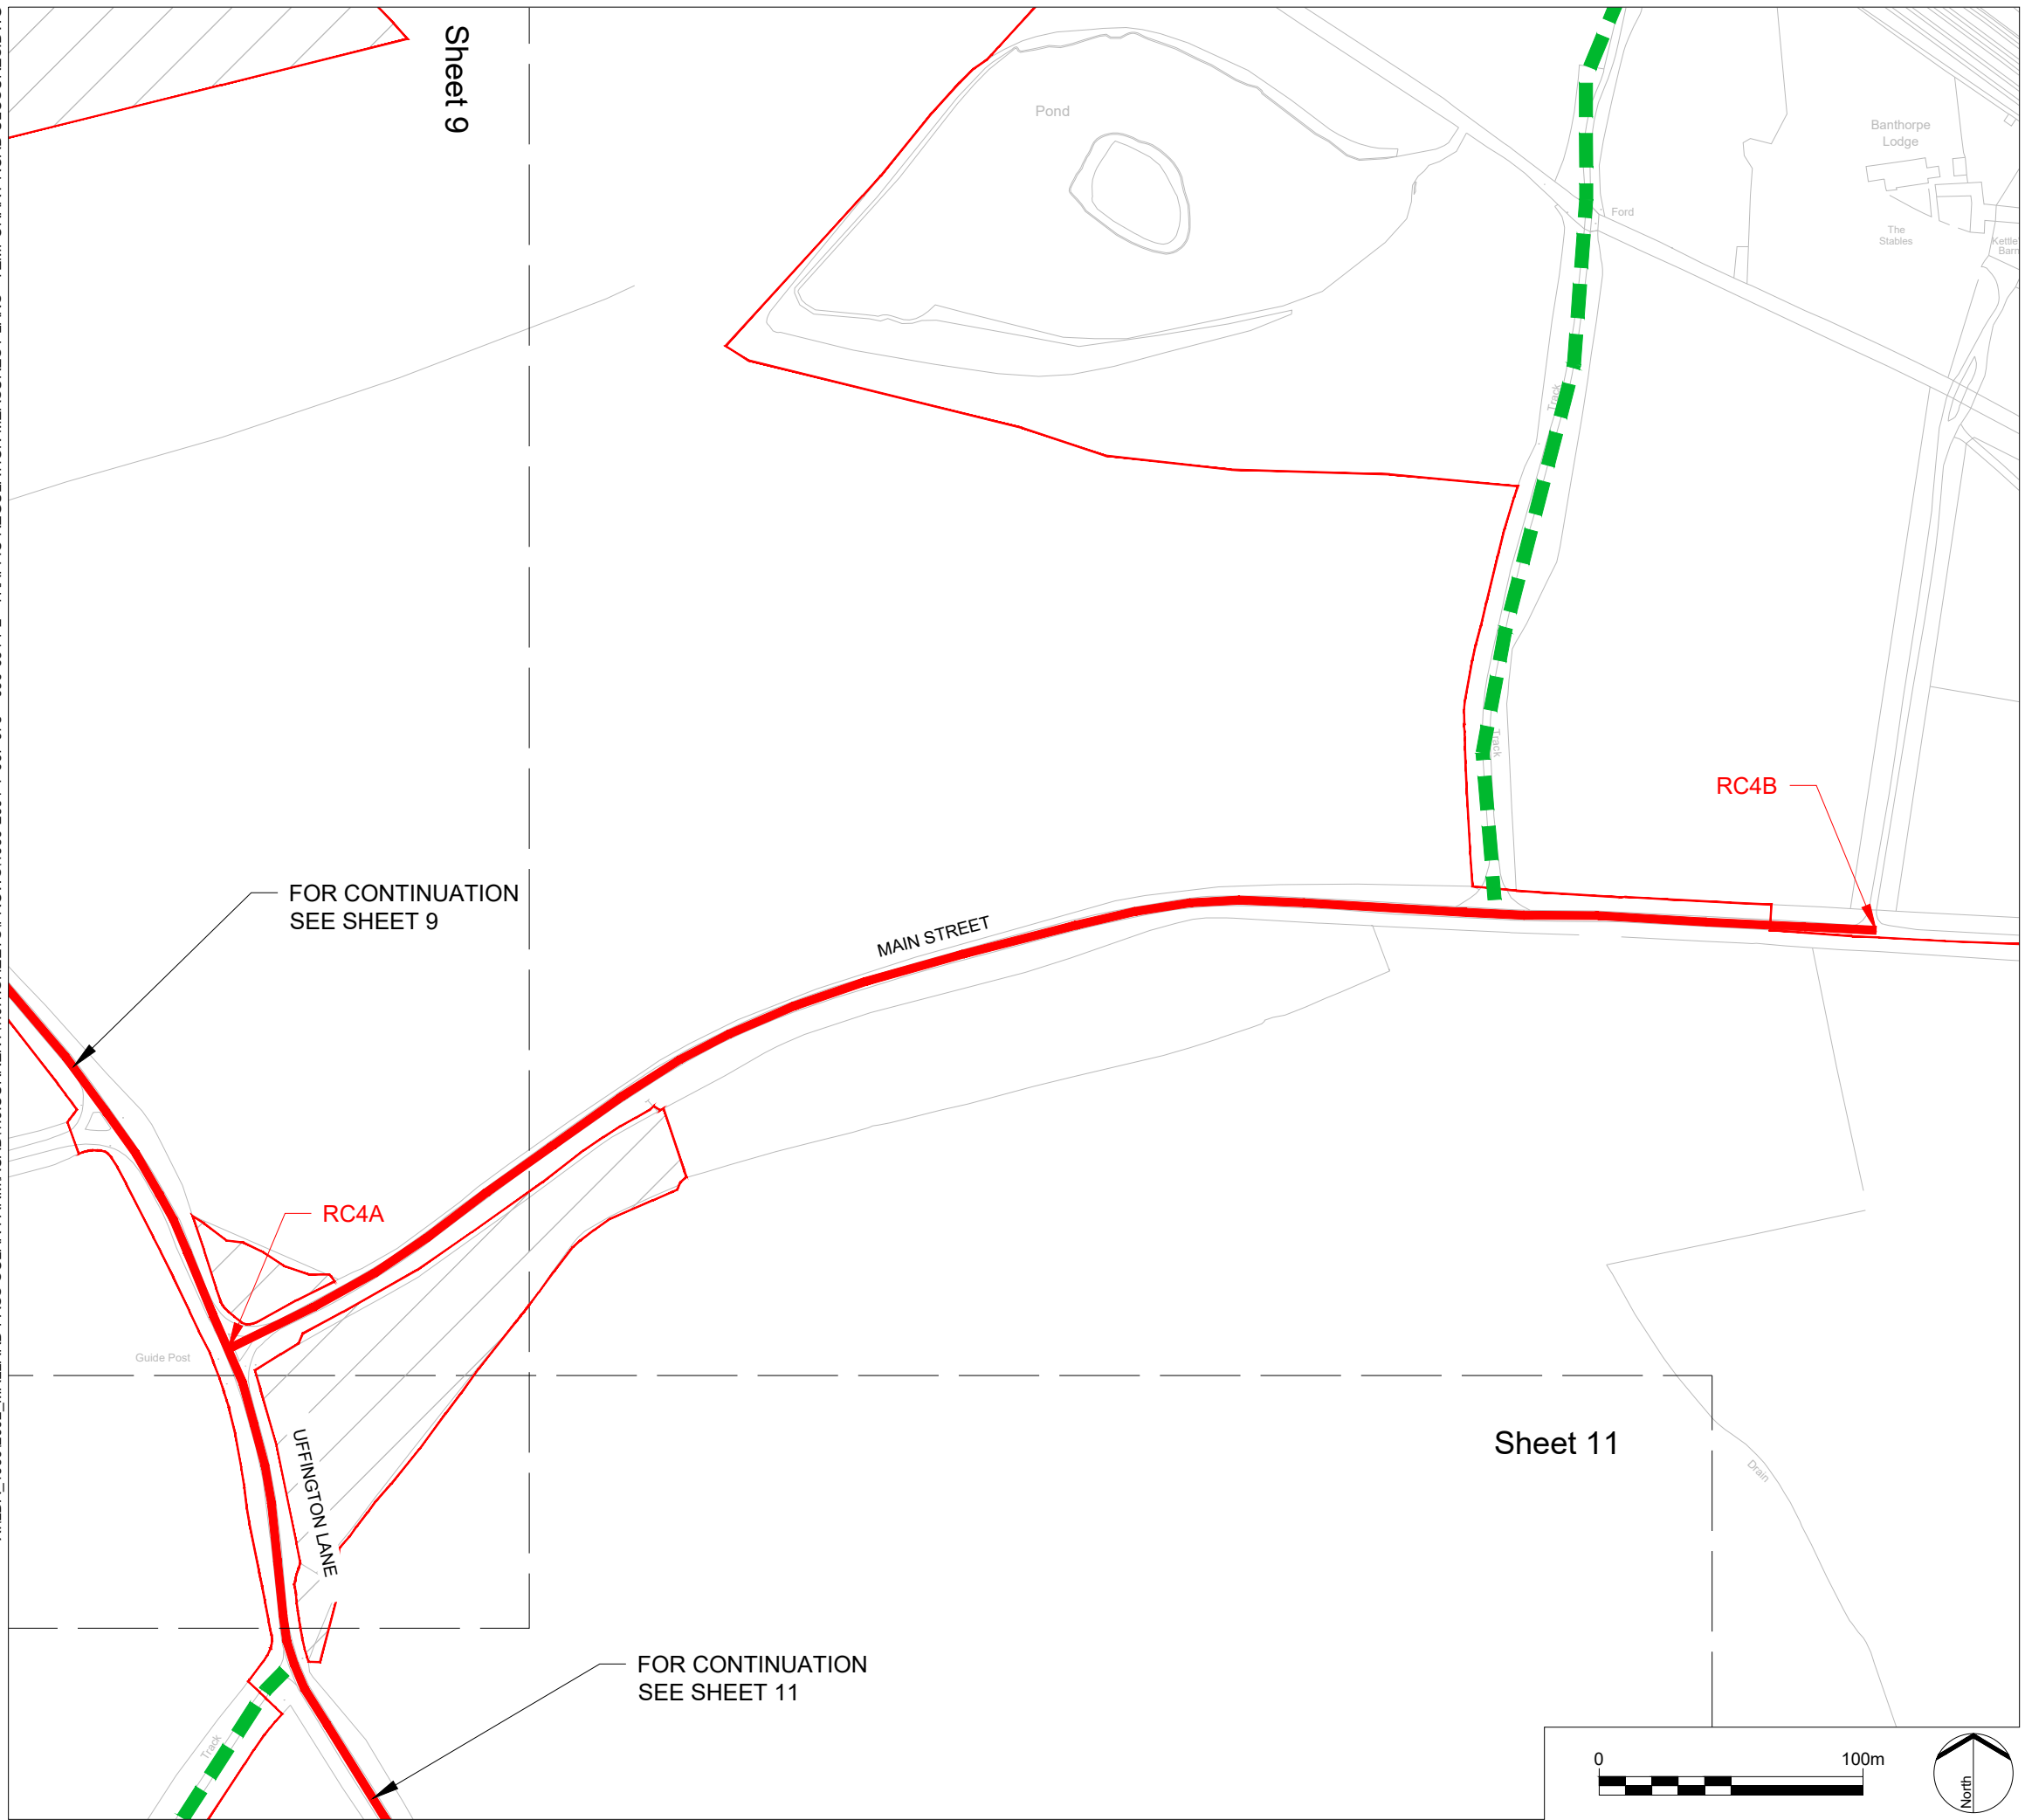 Sheet 9
Pond
Banthorpe
Lodge
Ford
The
Stables
Track
Track
RC4B
FOR CONTINUATION
SEE SHEET 9
MAIN STREET
RC4A
Guide Post
UFFINGTON LANE
Sheet 11
Drain
FOR CONTINUATION
SEE SHEET 11
Track
0 100m
North